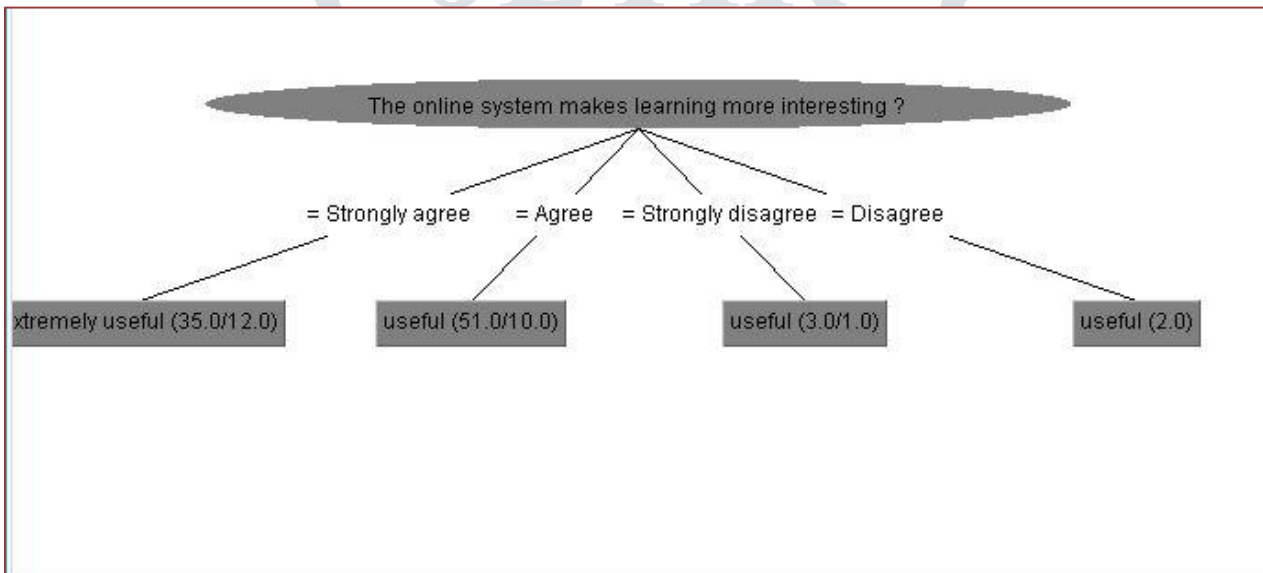 The online system makes learning more interesting ?
= Strongly agree = Agree = Strongly disagree = Disagree
xtremely useful (35.0/12.0) useful (51.0/10.0) useful (3.0/1.0) useful (2.0)